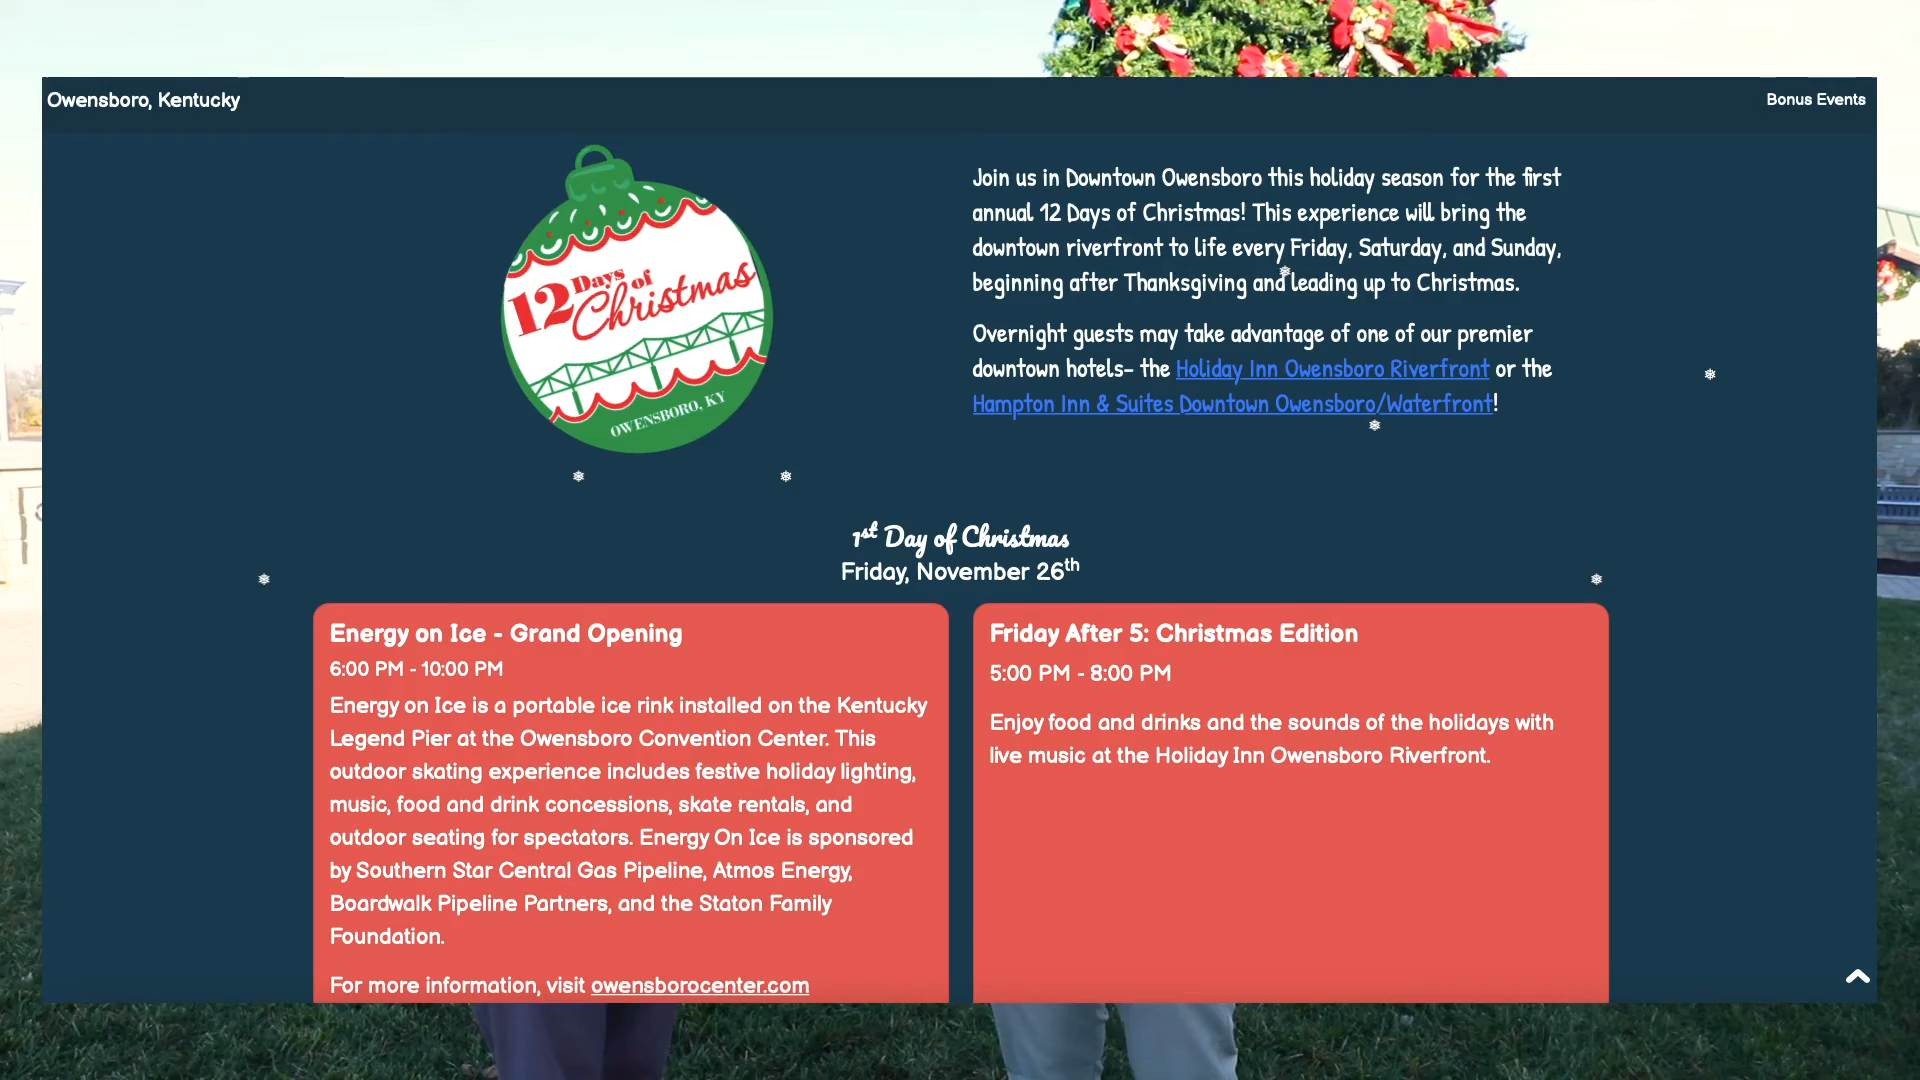 Owensboro, Kentucky
Bonus Events
12 Days of Christmas
OWENSBORO, KY
Join us in Downtown Owensboro this holiday season for the first
annual 12 Days of Christmas! This experience will bring the
downtown riverfront to life every Friday, Saturday, and Sunday,
beginning after Thanksgiving and leading up to Christmas.
Overnight guests may take advantage of one of our premier
downtown hotels– the Holiday Inn Owensboro Riverfront or the
Hampton Inn & Suites Downtown Owensboro/Waterfront!
1st Day of Christmas
Friday, November 26th
Energy on Ice - Grand Opening
6:00 PM - 10:00 PM
Energy on Ice is a portable ice rink installed on the Kentucky
Legend Pier at the Owensboro Convention Center. This
outdoor skating experience includes festive holiday lighting,
music, food and drink concessions, skate rentals, and
outdoor seating for spectators. Energy On Ice is sponsored
by Southern Star Central Gas Pipeline, Atmos Energy,
Boardwalk Pipeline Partners, and the Staton Family
Foundation.
For more information, visit owensborocenter.com
Friday After 5: Christmas Edition
5:00 PM - 8:00 PM
Enjoy food and drinks and the sounds of the holidays with
live music at the Holiday Inn Owensboro Riverfront.